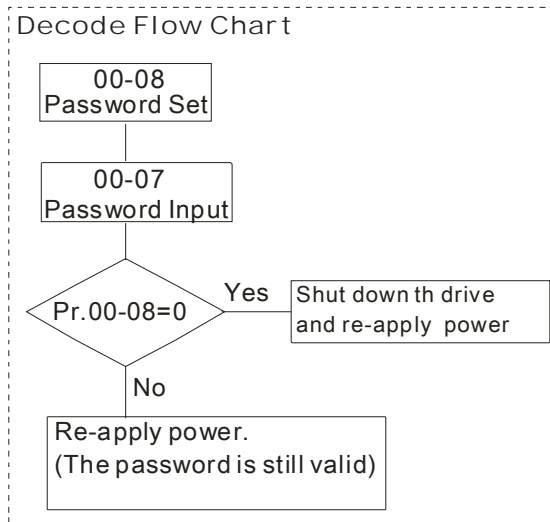 Decode Flow Chart
00-08
Password Set
00-07
Password Input
Pr.00-08=0
Yes
Shut down th drive
and re-apply power
No
Re-apply power.
(The password is still valid)